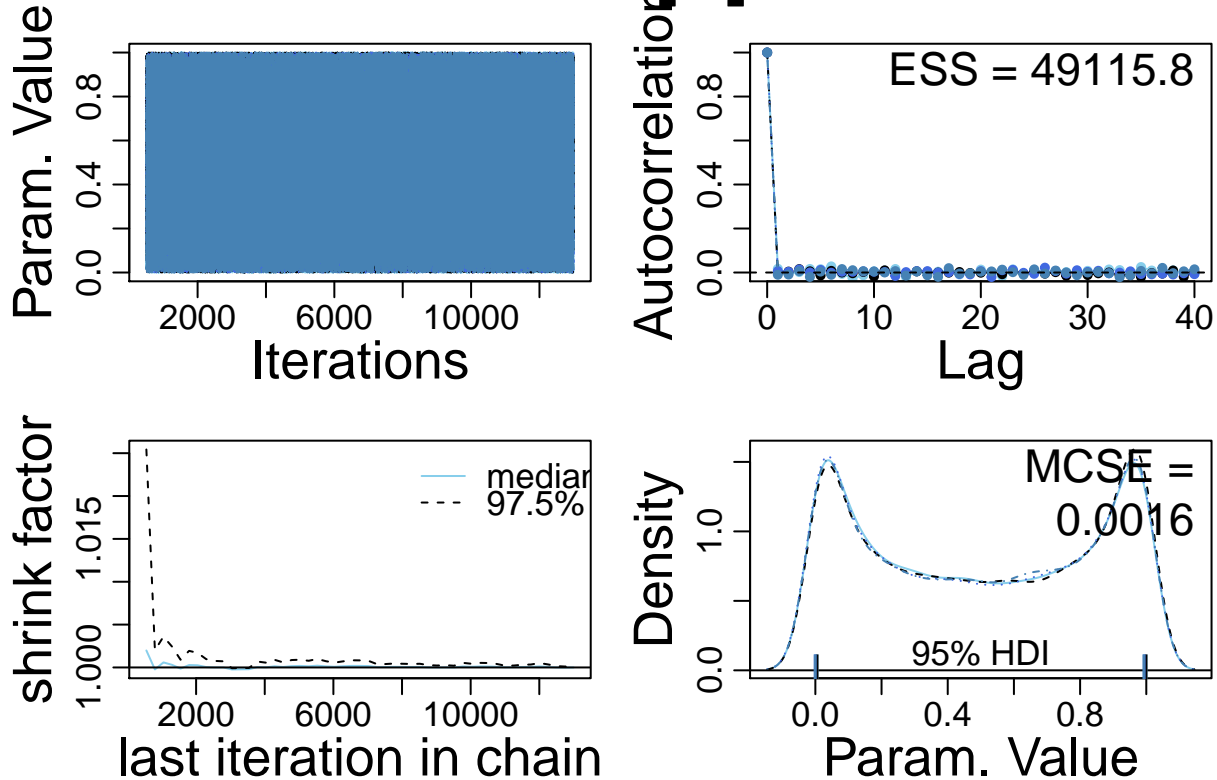 Param. Value
0.0 0.4 0.8
2000 6000 10000
Iterations
Autocorrelation
0.0 0.4 0.8
ESS = 49115.8
0 10 20 30 40
Lag
shrink factor
1.000 1.015
median
97.5%
2000 6000 10000
last iteration in chain
Density
0.0 1.0
MCSE =
0.0016
95% HDI
0.0 0.4 0.8
Param. Value